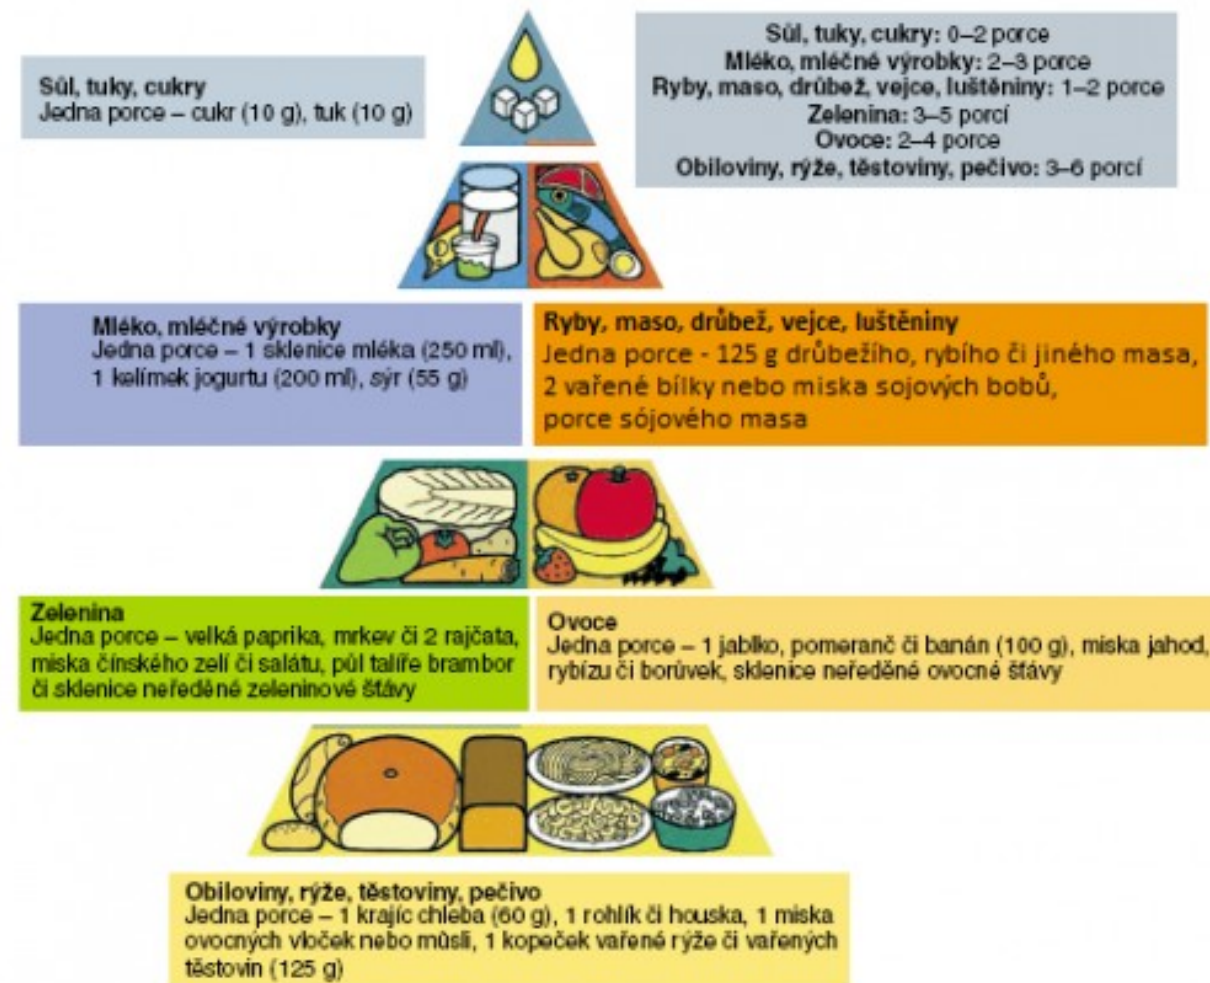 Sůl, tuky, cukry
Jedna porce – cukr (10 g), tuk (10 g)
Sůl, tuky, cukry: 0–2 porce
Mléko, mléčné výrobky: 2–3 porce
Ryby, maso, drůbež, vejce, luštěniny: 1–2 porce
Zelenina: 3–5 porcí
Ovoce: 2–4 porce
Obiloviny, rýže, těstoviny, pečivo: 3–6 porcí
Mléko, mléčné výrobky
Jedna porce – 1 sklenice mléka (250 ml),
1 kelímek jogurtu (200 ml), sýr (55 g)
Ryby, maso, drůbež, vejce, luštěniny
Jedna porce - 125 g drůbežího, rybího či jiného masa,
2 vařené bílky nebo miska sojových bobů,
porce sójového masa
Zelenina
Jedna porce – velká paprika, mrkev či 2 rajčata,
miska čínského zelí či salátu, půl talíře brambor
či sklenice neředěné zeleninové šťávy
Ovoce
Jedna porce – 1 jablko, pomeranč či banán (100 g), miska jahod,
rybízu či borůvek, sklenice neředěné ovocné šťávy
Obiloviny, rýže, těstoviny, pečivo
Jedna porce – 1 krajíc chleba (60 g), 1 rohlík či houska, 1 miska
ovocných vloček nebo műsli, 1 kopeček vařené rýže či vařených
těstovin (125 g)